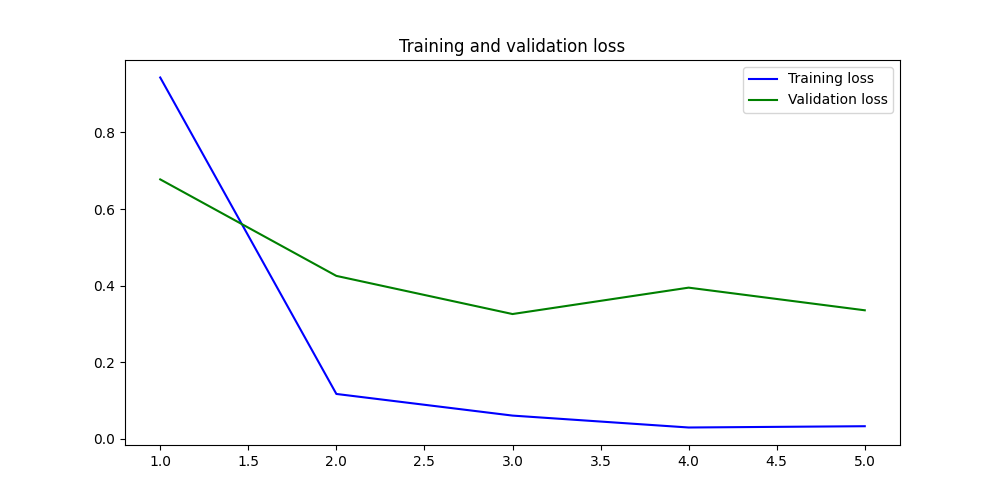 Training and validation loss
Training loss
Validation loss
0.8
0.6
0.4
0.2
0.0
1.0 1.5 2.0 2.5 3.0 3.5 4.0 4.5 5.0